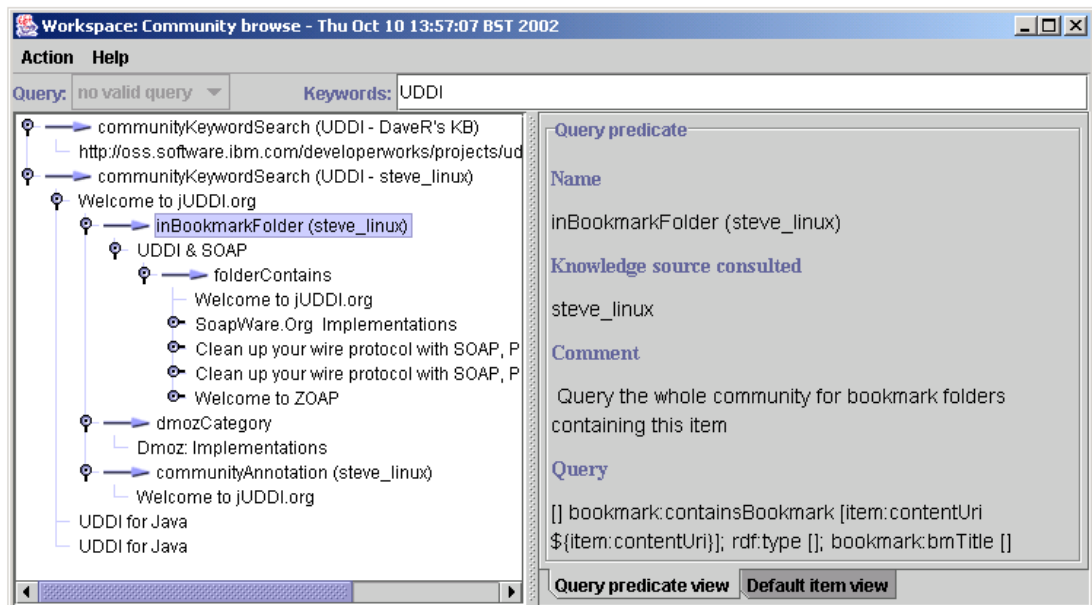 Workspace: Community browse - Thu Oct 10 13:57:07 BST 2002
Action Help
Query: no valid query Keywords: UDDI
communityKeywordSearch (UDDI - DaveR's KB)
http://oss.software.ibm.com/developerworks/projects/ud
communityKeywordSearch (UDDI - steve_linux)
Welcome to jUDDI.org
inBookmarkFolder (steve_linux)
UDDI & SOAP
folderContains
Welcome to jUDDI.org
SoapWare.Org Implementations
Clean up your wire protocol with SOAP, P
Clean up your wire protocol with SOAP, P
Welcome to ZOAP
dmozCategory
Dmoz: Implementations
communityAnnotation (steve_linux)
Welcome to jUDDI.org
UDDI for Java
UDDI for Java
Query predicate
Name
inBookmarkFolder (steve_linux)
Knowledge source consulted
steve_linux
Comment
Query the whole community for bookmark folders
containing this item
Query
[] bookmark:containsBookmark [item:contentUri
${item:contentUri}]; rdf:type []; bookmark:bmTitle []
Query predicate view Default item view